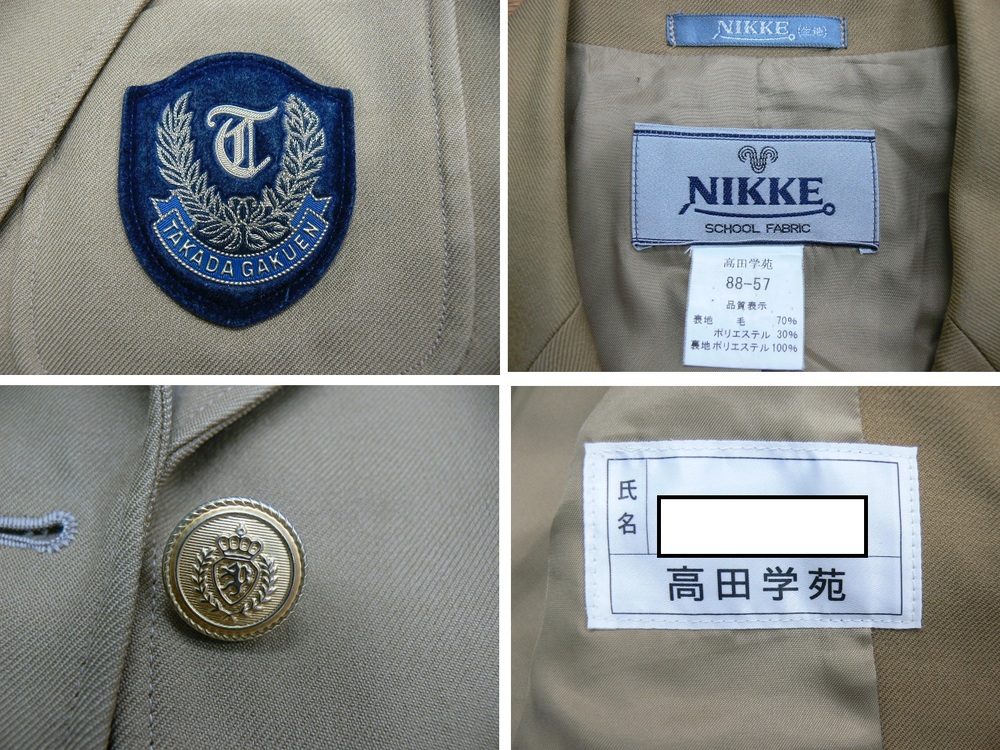 T
TAKADA GAKUEN
NIKKE (生地)
NIKKE
SCHOOL FABRIC
高田学苑
88-57
品質表示
表地 毛 70%
ポリエステル 30%
裏地 ポリエステル 100%
氏名
高田学苑